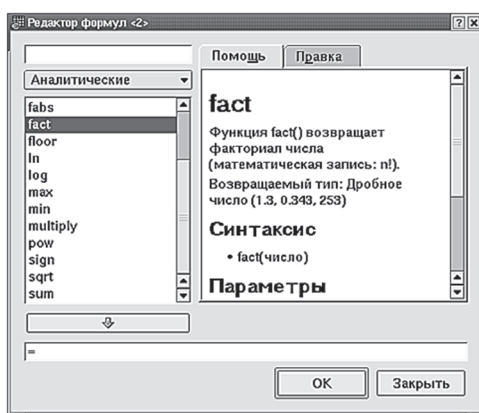 Редактор формул <2>
Помощь
Правка
Аналитические
fabs
fact
floor
ln
log
max
min
multiply
pow
sign
sqrt
sum
fact
Функция fact() возвращает
факториал числа
(математическая запись: n!).
Возвращаемый тип: Дробное
число (1.3, 0.343, 253)
Синтаксис
• fact(число)
Параметры
=
OK
Закрыть